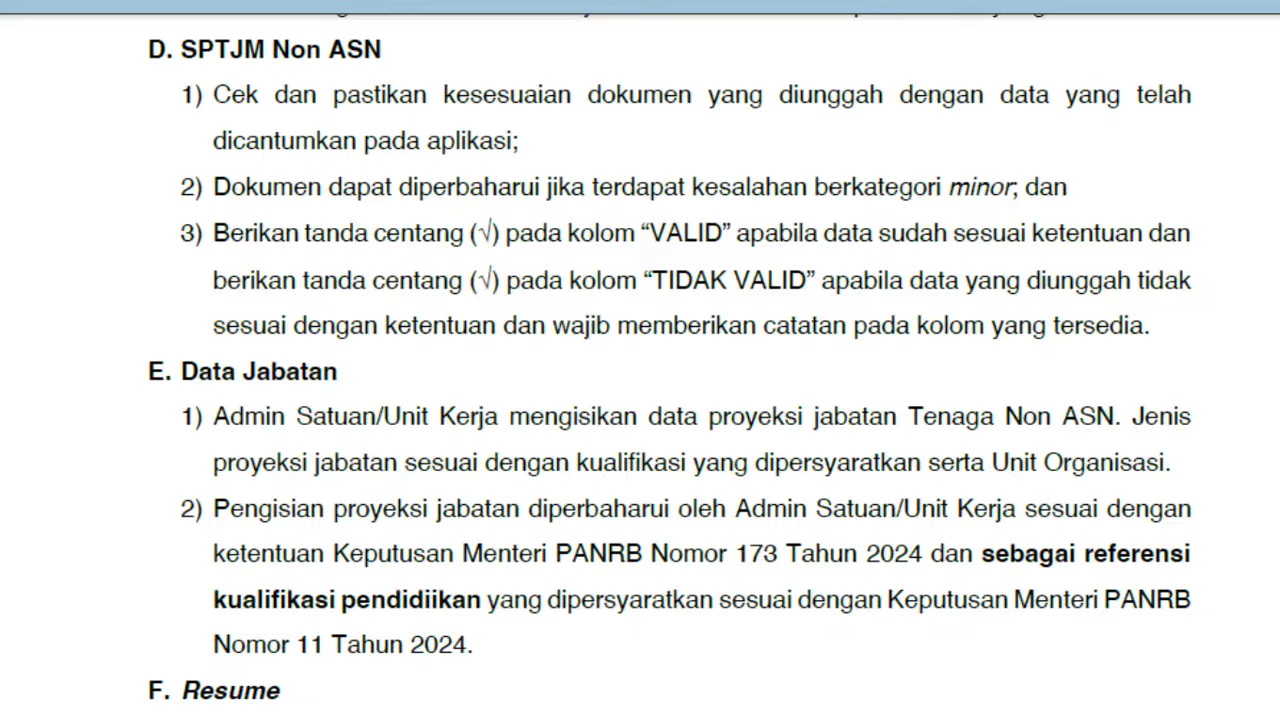 D. SPTJM Non ASN
1) Cek dan pastikan kesesuaian dokumen yang diunggah dengan data yang telah
dicantumkan pada aplikasi;
2) Dokumen dapat diperbaharui jika terdapat kesalahan berkategori minor; dan
3) Berikan tanda centang (√) pada kolom “VALID” apabila data sudah sesuai ketentuan dan
berikan tanda centang (√) pada kolom “TIDAK VALID” apabila data yang diunggah tidak
sesuai dengan ketentuan dan wajib memberikan catatan pada kolom yang tersedia.
E. Data Jabatan
1) Admin Satuan/Unit Kerja mengisikan data proyeksi jabatan Tenaga Non ASN. Jenis
proyeksi jabatan sesuai dengan kualifikasi yang dipersyaratkan serta Unit Organisasi.
2) Pengisian proyeksi jabatan diperbaharui oleh Admin Satuan/Unit Kerja sesuai dengan
ketentuan Keputusan Menteri PANRB Nomor 173 Tahun 2024 dan sebagai referensi
kualifikasi pendidiikan yang dipersyaratkan sesuai dengan Keputusan Menteri PANRB
Nomor 11 Tahun 2024.
F. Resume